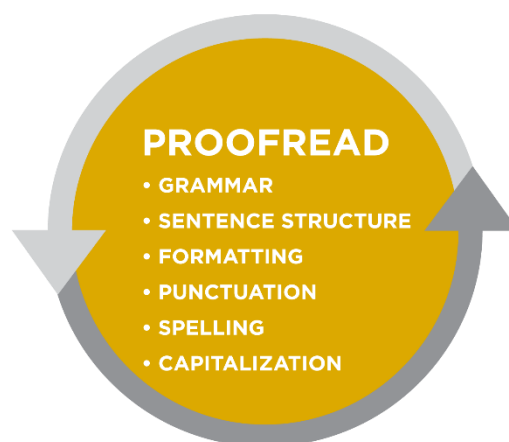 PROOFREAD
• GRAMMAR
• SENTENCE STRUCTURE
• FORMATTING
• PUNCTUATION
• SPELLING
• CAPITALIZATION